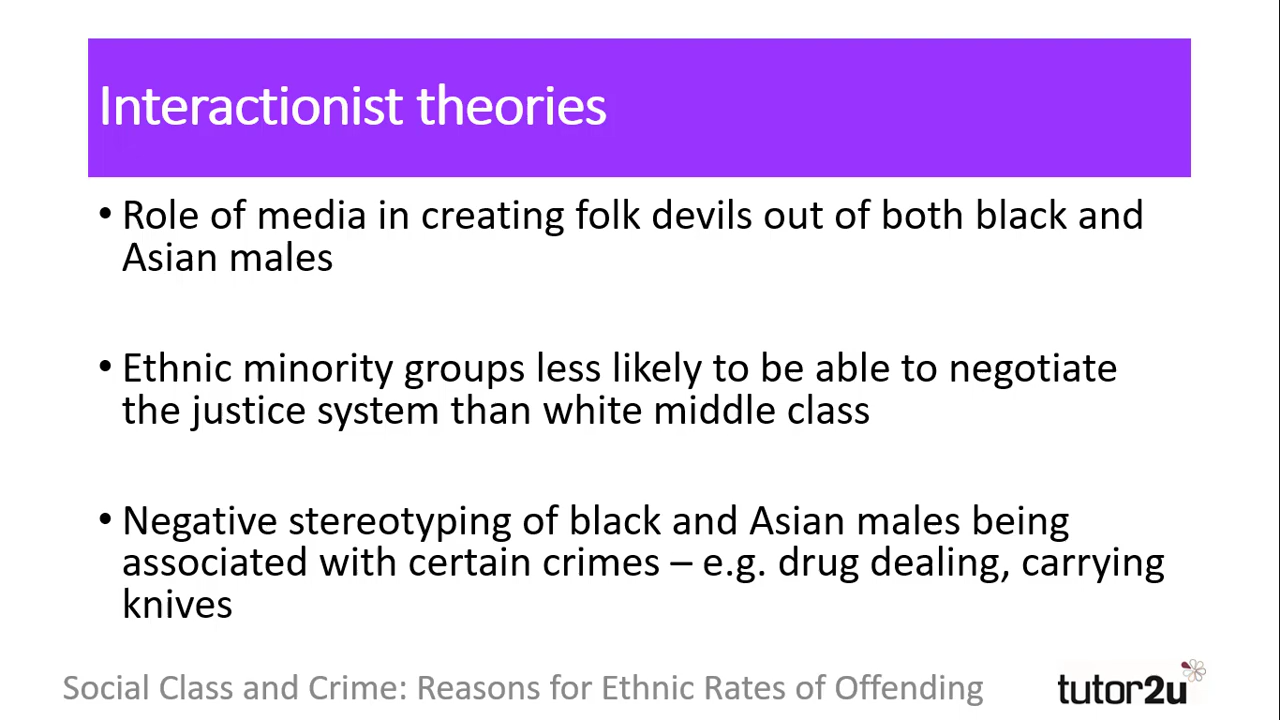 Interactionist theories
• Role of media in creating folk devils out of both black and
Asian males
• Ethnic minority groups less likely to be able to negotiate
the justice system than white middle class
• Negative stereotyping of black and Asian males being
associated with certain crimes – e.g. drug dealing, carrying
knives
Social Class and Crime: Reasons for Ethnic Rates of Offending
tutor2u